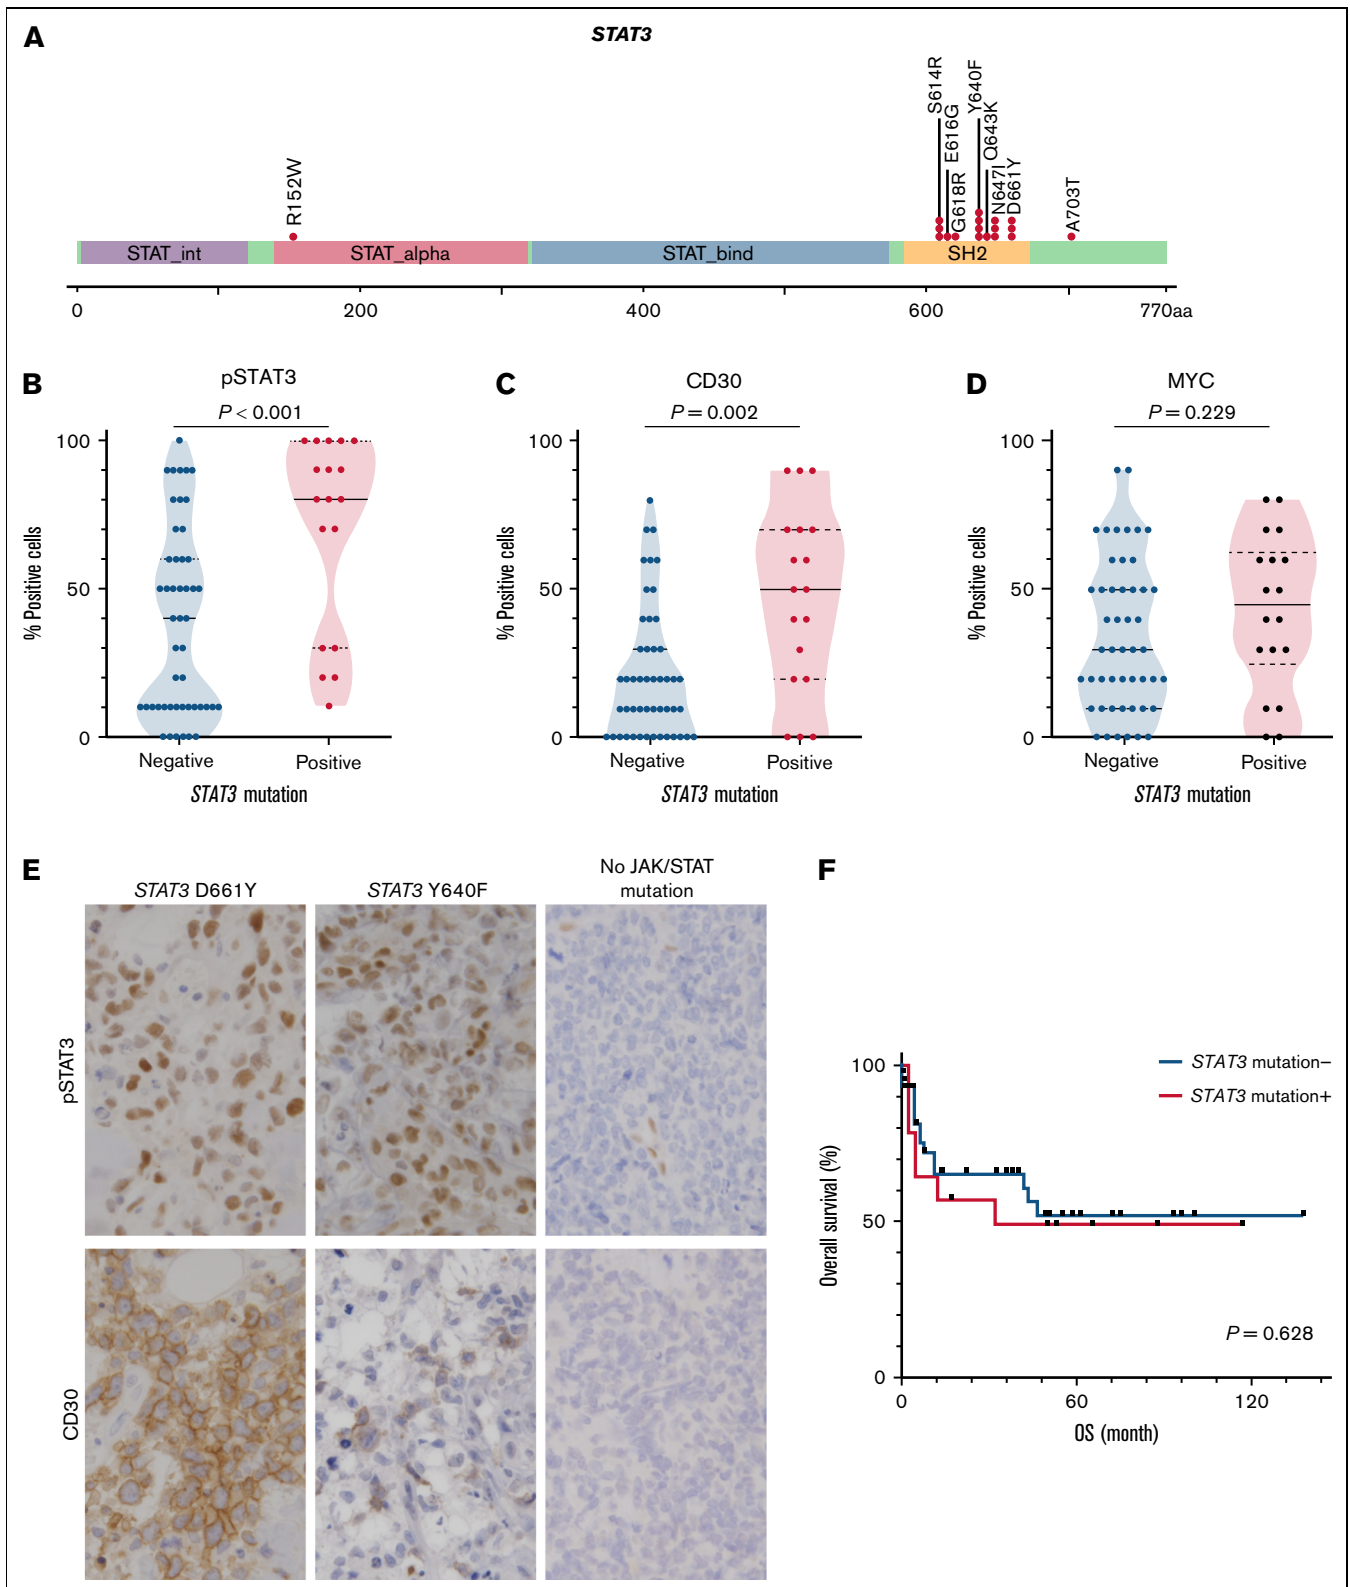 A
STAT3
S614R
E616G
G618R
Y640F
Q643K
N647I
D661Y
R152W
A703T
STAT_int
STAT_alpha
STAT_bind
SH2
0
200
400
600
770aa
B
pSTAT3
P < 0.001
% Positive cells
100
50
0
Negative
Positive
STAT3 mutation
C
CD30
P = 0.002
% Positive cells
100
50
0
Negative
Positive
STAT3 mutation
D
MYC
P = 0.229
% Positive cells
100
50
0
Negative
Positive
STAT3 mutation
E
STAT3 D661Y
STAT3 Y640F
No JAK/STAT
mutation
pSTAT3
CD30
F
Overall survival (%)
100
50
0
STAT3 mutation–
STAT3 mutation+
P = 0.628
0
60
120
OS (month)